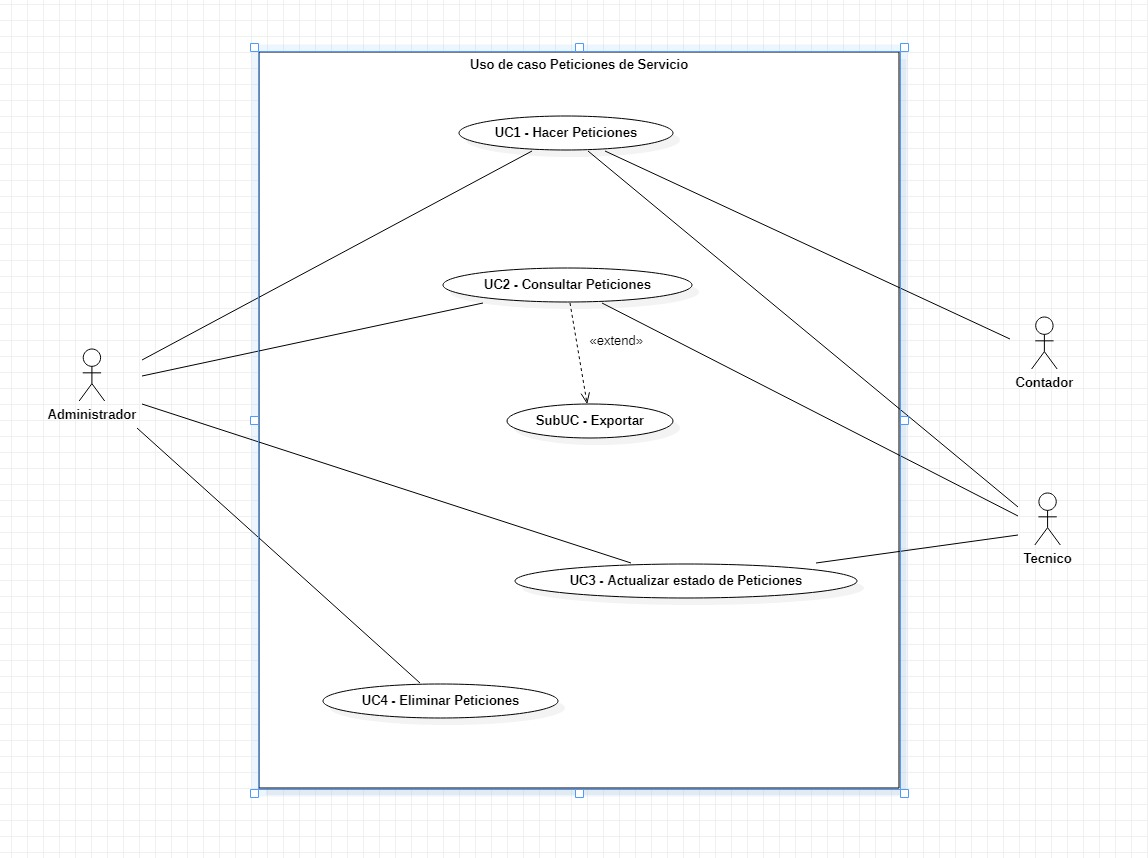 Uso de caso Peticiones de Servicio
UC1 - Hacer Peticiones
UC2 - Consultar Peticiones
«extend»
Contador
Administrador
SubUC - Exportar
Tecnico
UC3 - Actualizar estado de Peticiones
UC4 - Eliminar Peticiones